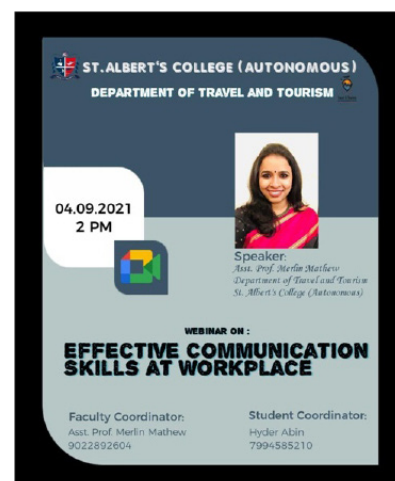 ST.ALBERT'S COLLEGE (AUTONOMOUS)
DEPARTMENT OF TRAVEL AND TOURISM
04.09.2021
2 PM
Speaker:
Asst. Prof. Merlin Mathew
Department of Travel and Tourism
St. Albert's College (Autonomous)
WEBINAR ON :
EFFECTIVE COMMUNICATION
SKILLS AT WORKPLACE
Faculty Coordinator:
Asst. Prof. Merlin Mathew
9022892604
Student Coordinator:
Hyder Abin
7994585210